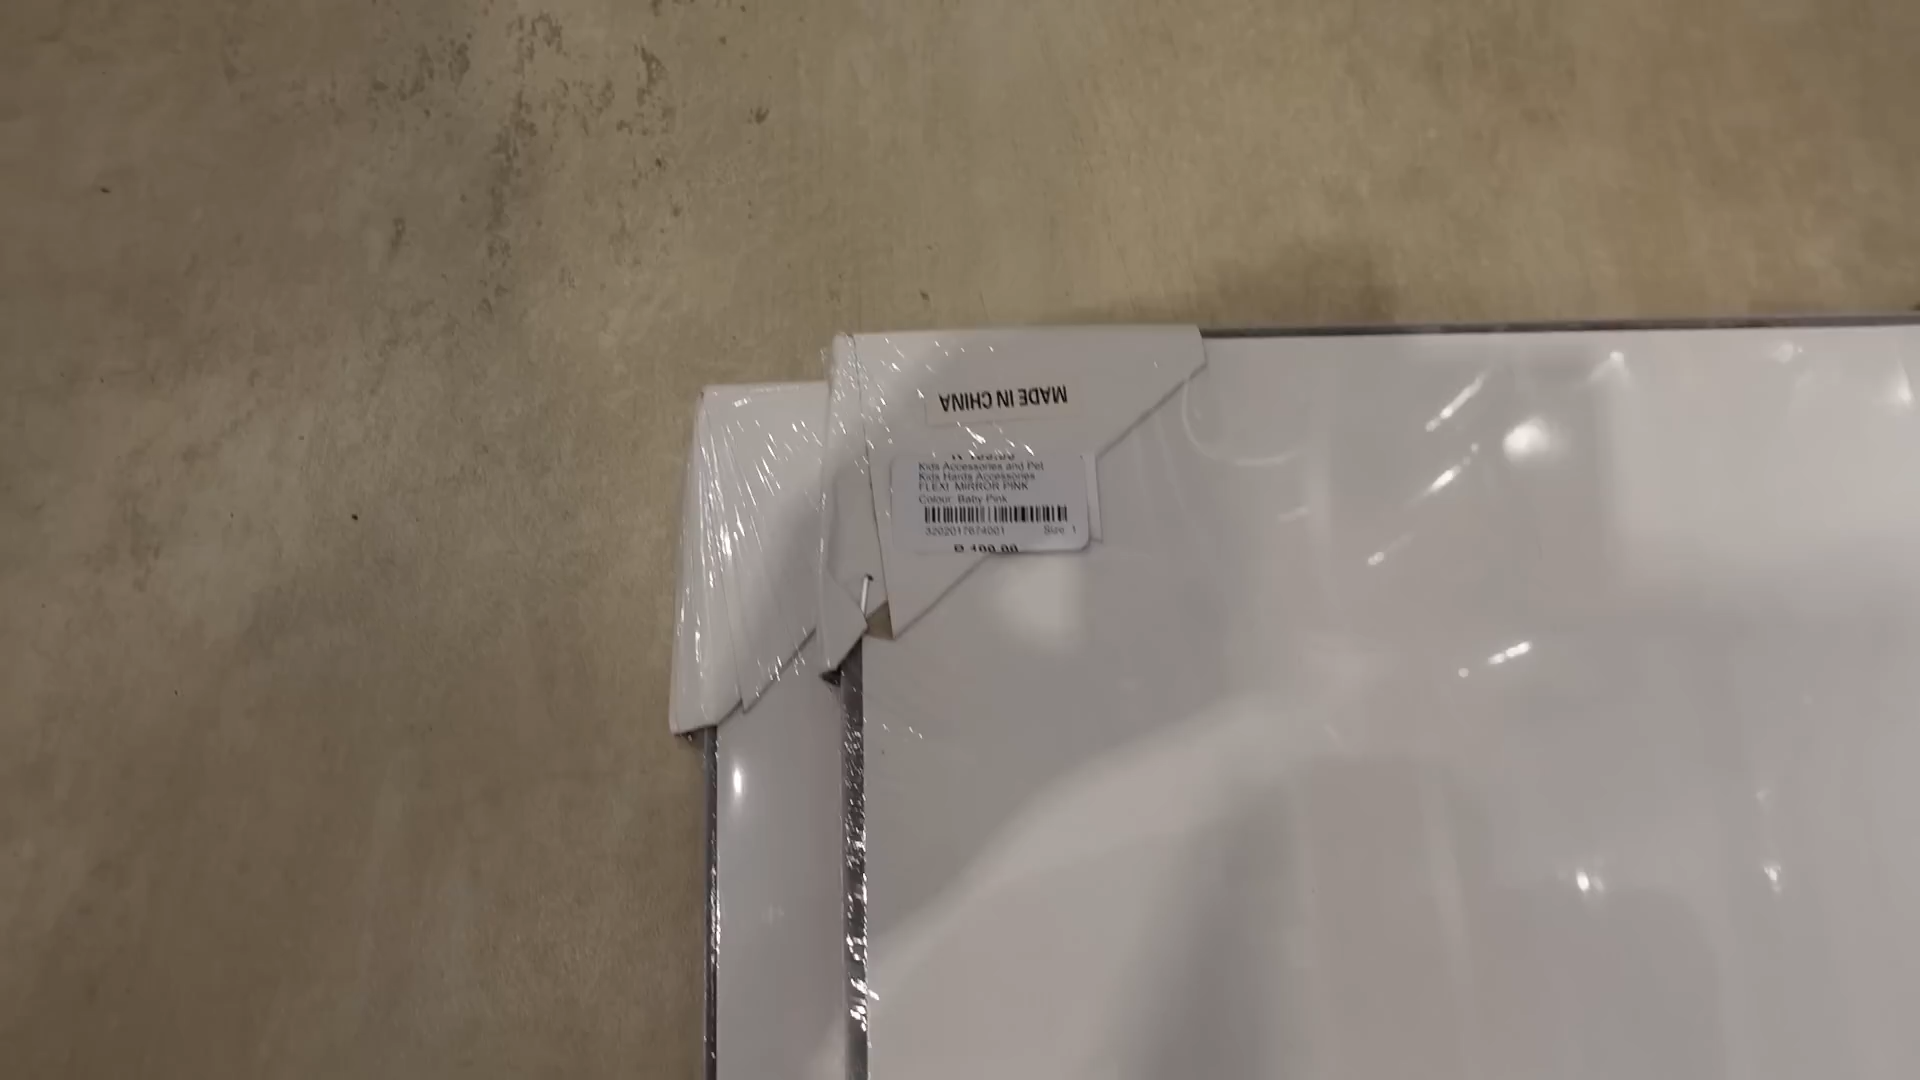 MADE IN CHINA
Kids Accessories and Pet
Kids Hards Accessories
FLEXI MIRROR PINK
Colour: Baby Pink
3202017674001 Size: 1